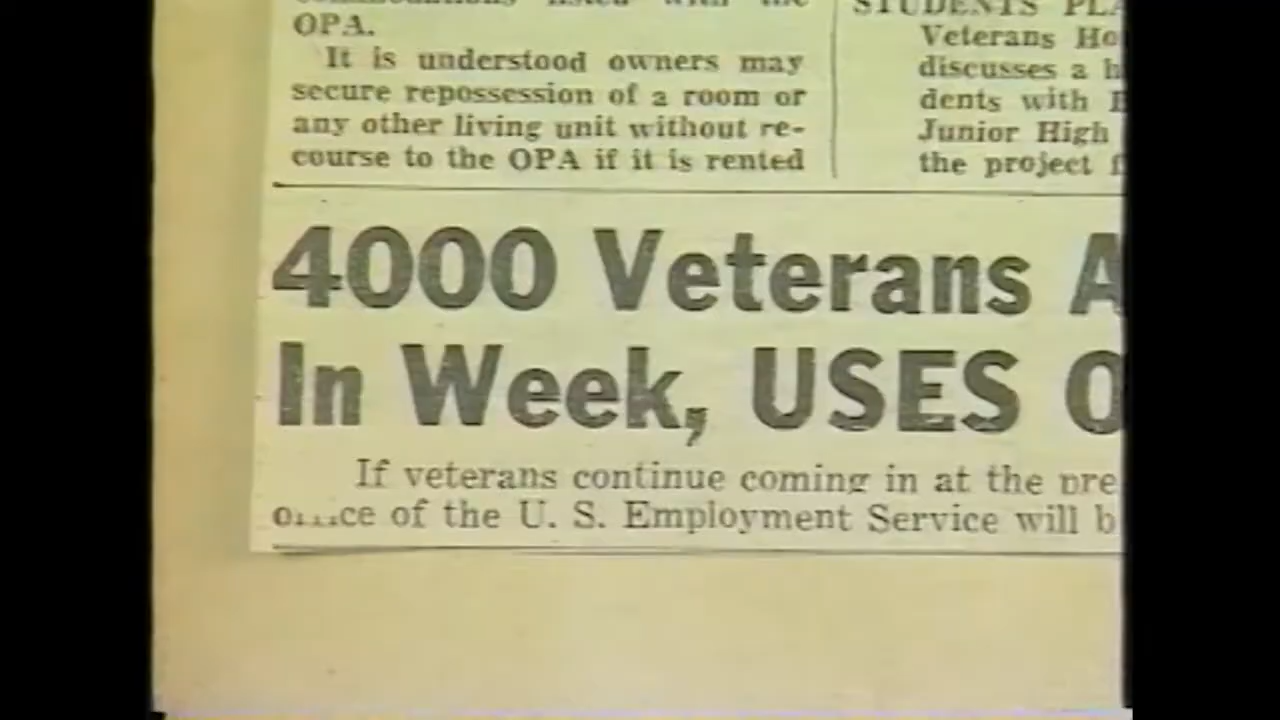 OPA.
It is understood owners may
secure repossession of a room or
any other living unit without re-
course to the OPA if it is rented
STUDENTS
Veterans
discusses a
dents with
Junior High
the project
4000 Veterans
In Week, USES
If veterans continue coming in at the
of the U. S. Employment Service will